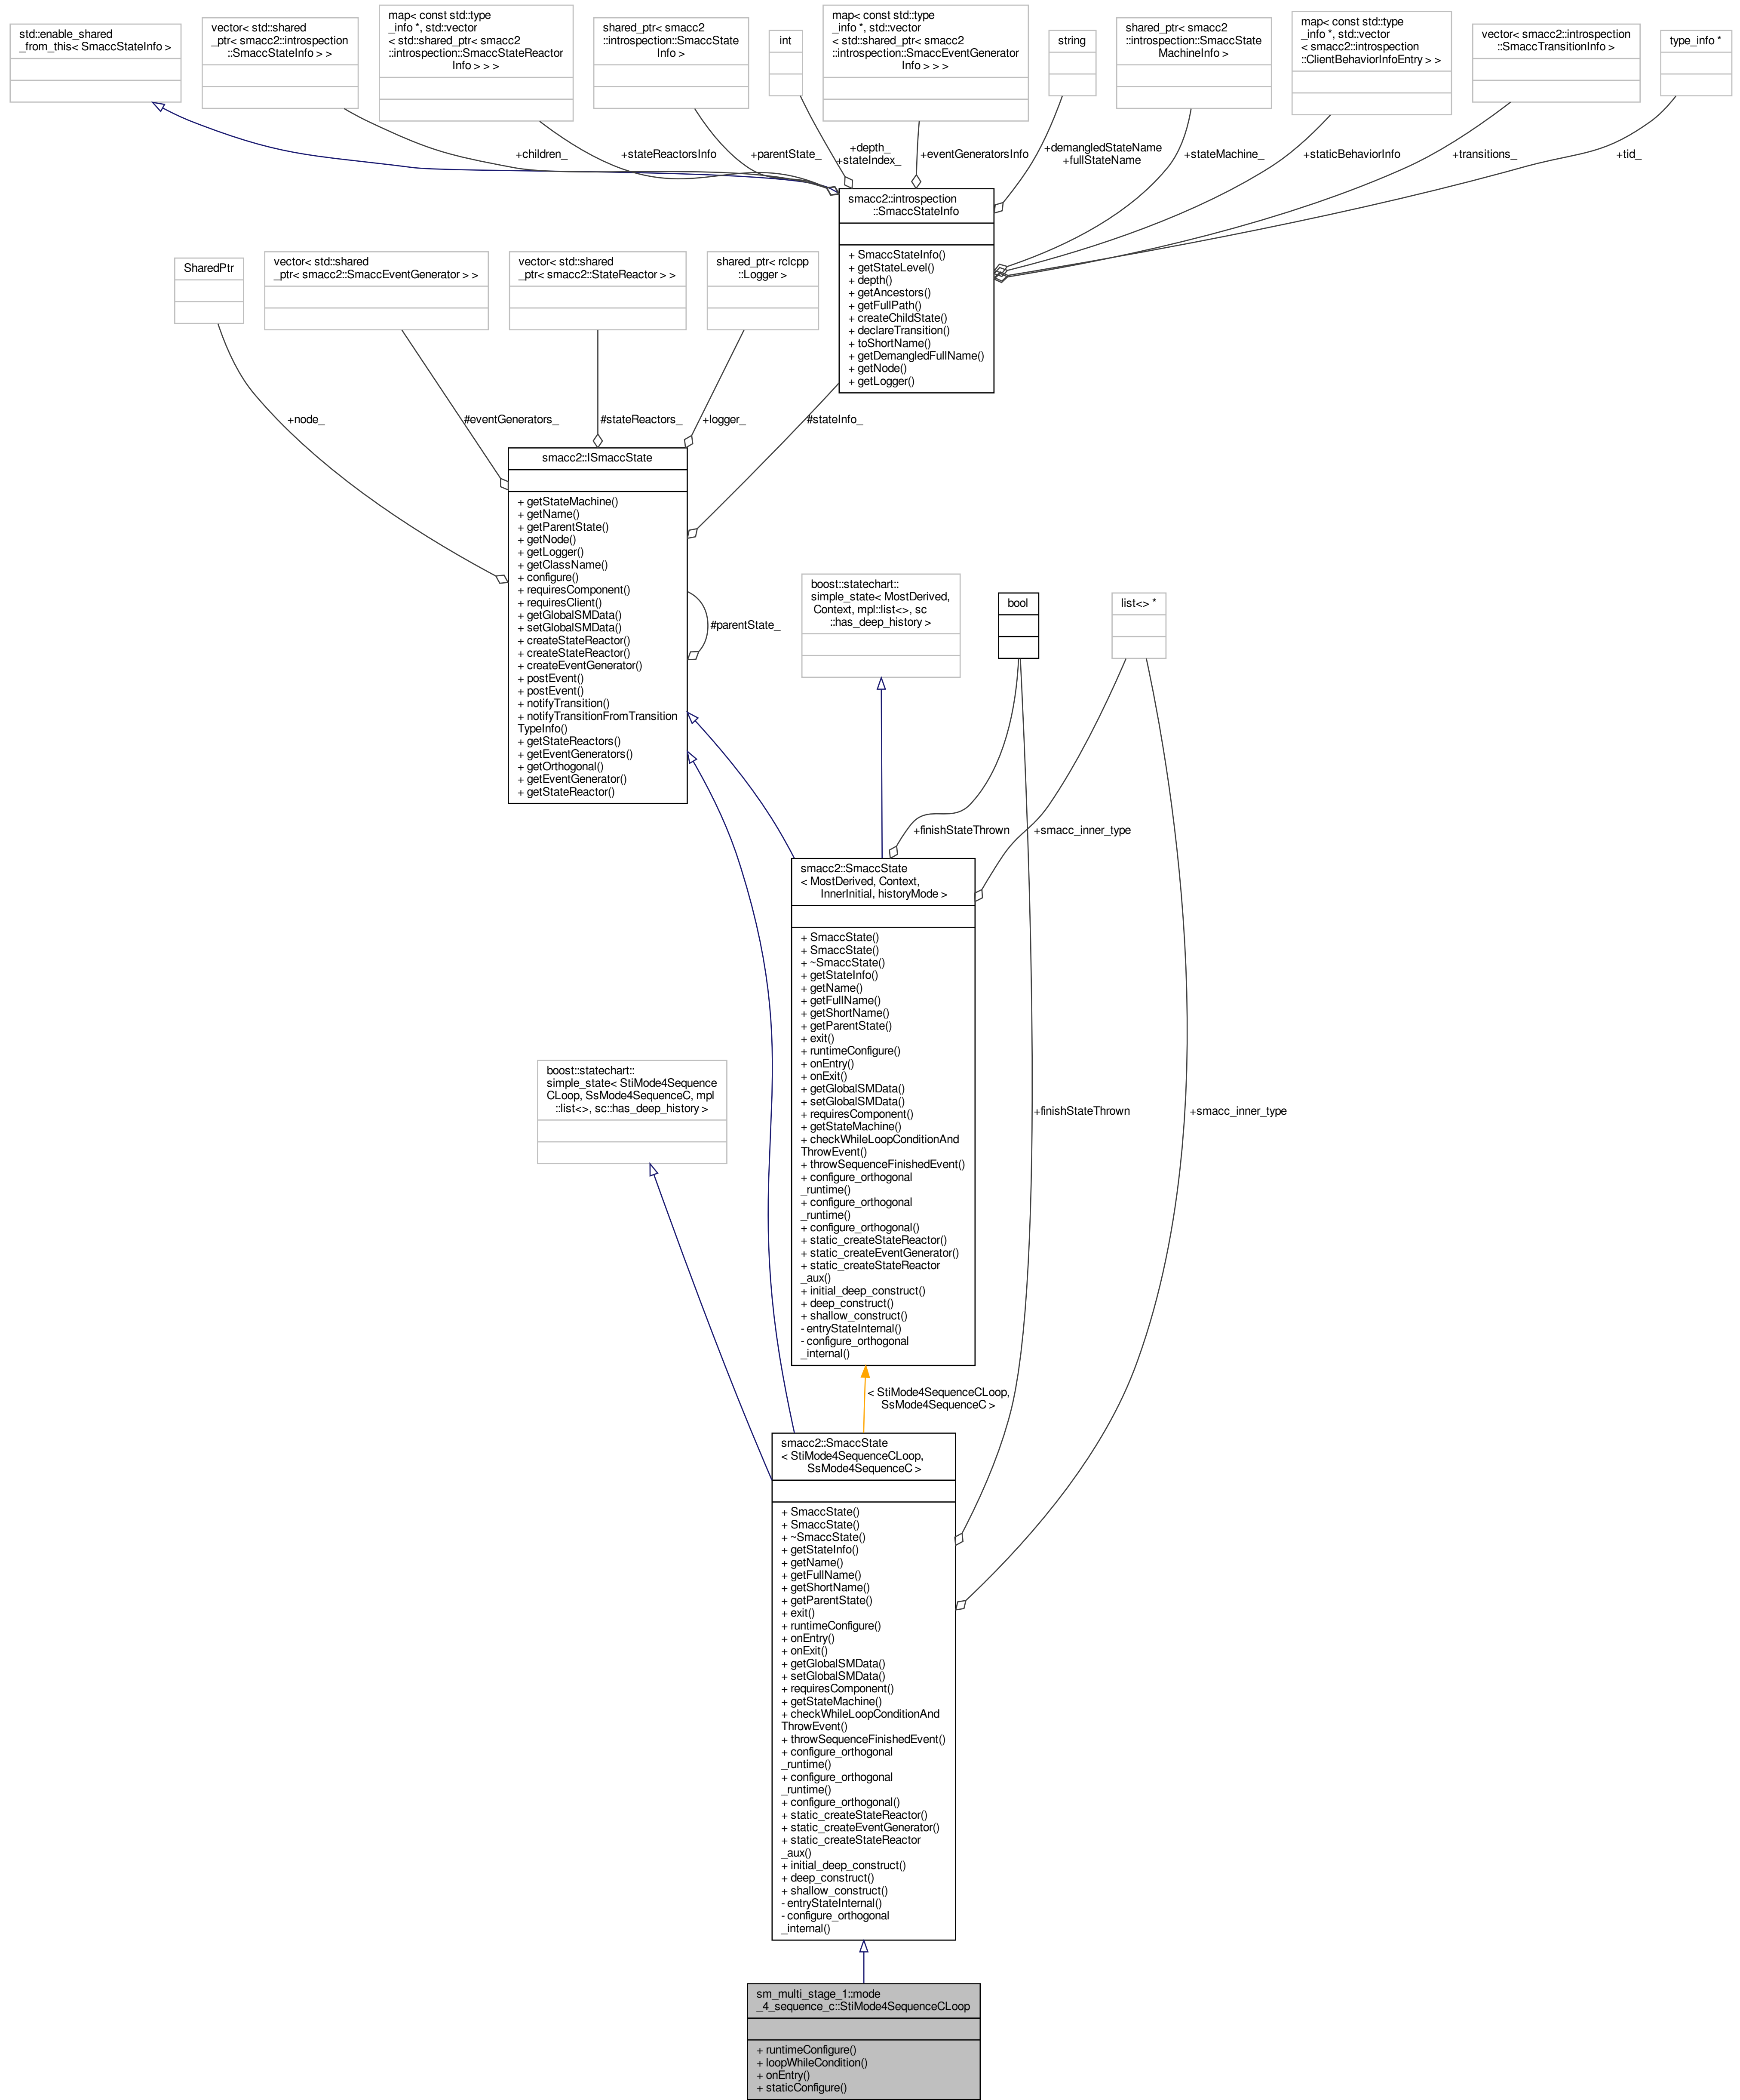 std::enable_shared
_from_this< SmaccStateInfo >
vector< std::shared
_ptr< smacc2::introspection
::SmaccStateInfo > >
map< const std::type
_info *, std::vector
< std::shared_ptr< smacc2
::introspection::SmaccStateReactor
Info > > >
shared_ptr< smacc2
::introspection::SmaccState
Info >
int
map< const std::type
_info *, std::vector
< std::shared_ptr< smacc2
::introspection::SmaccEventGenerator
Info > > >
string
shared_ptr< smacc2
::introspection::SmaccState
MachineInfo >
map< const std::type
_info *, std::vector
< smacc2::introspection
::ClientBehaviorInfoEntry > >
vector< smacc2::introspection
::SmaccTransitionInfo >
type_info *
+children_
+stateReactorsInfo
+parentState_
+depth_
+stateIndex_
+eventGeneratorsInfo
+demangledStateName
+fullStateName
+stateMachine_
+staticBehaviorInfo
+transitions_
+tid_
smacc2::introspection
::SmaccStateInfo
+ SmaccStateInfo()
+ getStateLevel()
+ depth()
+ getAncestors()
+ getFullPath()
+ createChildState()
+ declareTransition()
+ toShortName()
+ getDemangledFullName()
+ getNode()
+ getLogger()
SharedPtr
vector< std::shared
_ptr< smacc2::SmaccEventGenerator > >
vector< std::shared
_ptr< smacc2::StateReactor > >
shared_ptr< rclcpp
::Logger >
+node_
#eventGenerators_
#stateReactors_
+logger_
#stateInfo_
smacc2::ISmaccState
+ getStateMachine()
+ getName()
+ getParentState()
+ getNode()
+ getLogger()
+ getClassName()
+ configure()
+ requiresComponent()
+ requiresClient()
+ getGlobalSMData()
+ setGlobalSMData()
+ createStateReactor()
+ createStateReactor()
+ createEventGenerator()
+ postEvent()
+ postEvent()
+ notifyTransition()
+ notifyTransitionFromTransition
TypeInfo()
+ getStateReactors()
+ getEventGenerators()
+ getOrthogonal()
+ getEventGenerator()
+ getStateReactor()
#parentState_
boost::statechart::
simple_state< MostDerived,
Context, mpl::list<>, sc
::has_deep_history >
bool
list<> *
+finishStateThrown
+smacc_inner_type
smacc2::SmaccState
< MostDerived, Context,
InnerInitial, historyMode >
+ SmaccState()
+ SmaccState()
+ ~SmaccState()
+ getStateInfo()
+ getName()
+ getFullName()
+ getShortName()
+ getParentState()
+ exit()
+ runtimeConfigure()
+ onEntry()
+ onExit()
+ getGlobalSMData()
+ setGlobalSMData()
+ requiresComponent()
+ getStateMachine()
+ checkWhileLoopConditionAnd
ThrowEvent()
+ throwSequenceFinishedEvent()
+ configure_orthogonal
_runtime()
+ configure_orthogonal
_runtime()
+ configure_orthogonal()
+ static_createStateReactor()
+ static_createEventGenerator()
+ static_createStateReactor
_aux()
+ initial_deep_construct()
+ deep_construct()
+ shallow_construct()
- entryStateInternal()
- configure_orthogonal
_internal()
boost::statechart::
simple_state< StiMode4Sequence
CLoop, SsMode4SequenceC, mpl
::list<>, sc::has_deep_history >
+finishStateThrown
+smacc_inner_type
< StiMode4SequenceCLoop,
SsMode4SequenceC >
smacc2::SmaccState
< StiMode4SequenceCLoop,
SsMode4SequenceC >
+ SmaccState()
+ SmaccState()
+ ~SmaccState()
+ getStateInfo()
+ getName()
+ getFullName()
+ getShortName()
+ getParentState()
+ exit()
+ runtimeConfigure()
+ onEntry()
+ onExit()
+ getGlobalSMData()
+ setGlobalSMData()
+ requiresComponent()
+ getStateMachine()
+ checkWhileLoopConditionAnd
ThrowEvent()
+ throwSequenceFinishedEvent()
+ configure_orthogonal
_runtime()
+ configure_orthogonal
_runtime()
+ configure_orthogonal()
+ static_createStateReactor()
+ static_createEventGenerator()
+ static_createStateReactor
_aux()
+ initial_deep_construct()
+ deep_construct()
+ shallow_construct()
- entryStateInternal()
- configure_orthogonal
_internal()
sm_multi_stage_1::mode
_4_sequence_c::StiMode4SequenceCLoop
+ runtimeConfigure()
+ loopWhileCondition()
+ onEntry()
+ staticConfigure()